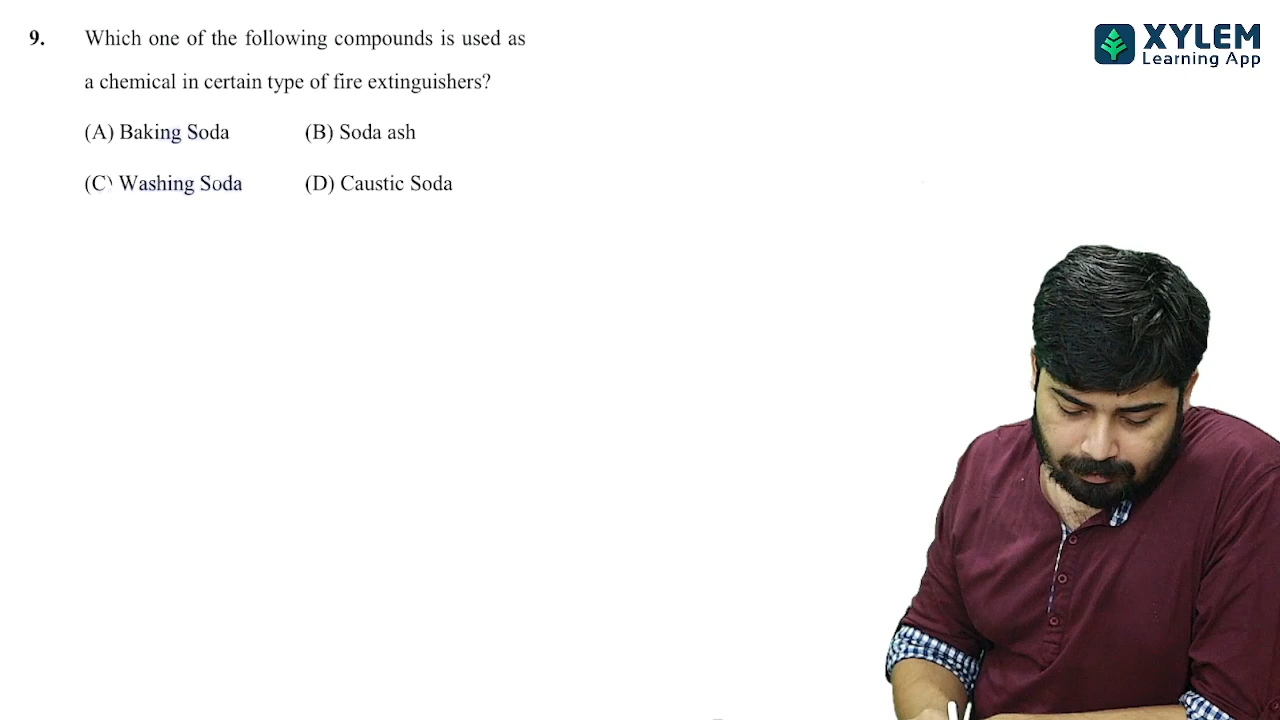 9. Which one of the following compounds is used as
a chemical in certain type of fire extinguishers?
(A) Baking Soda (B) Soda ash
(C) Washing Soda (D) Caustic Soda
XYLEM
Learning App